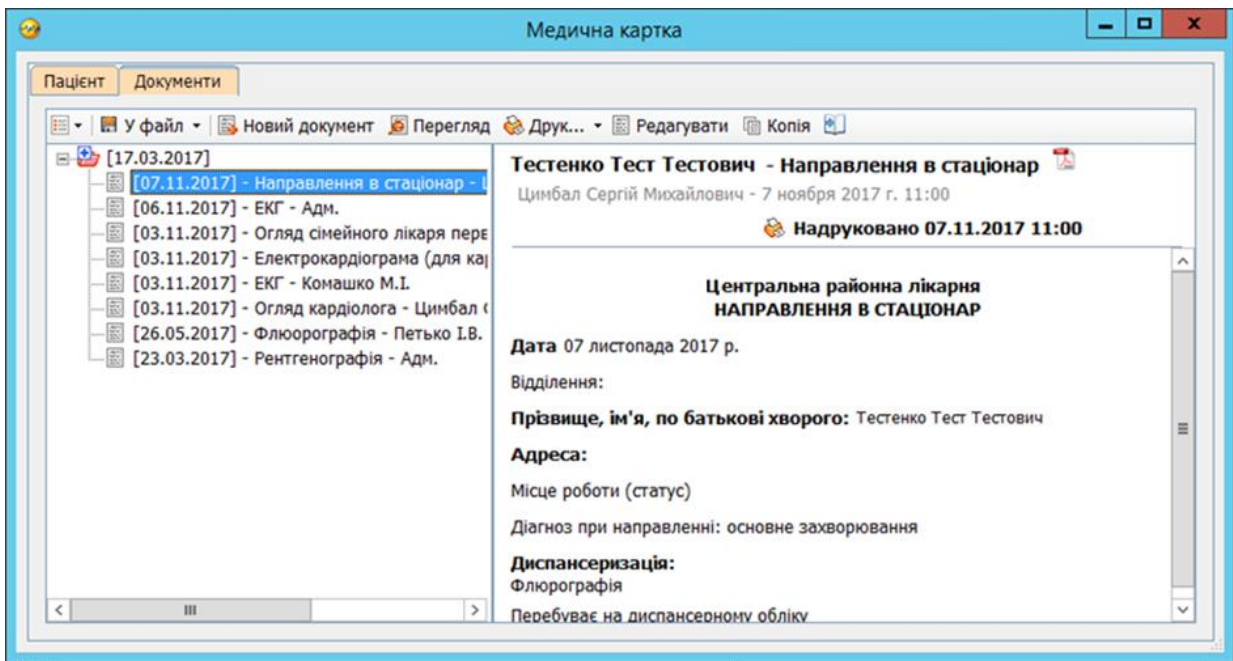 Медична картка
Пацієнт Документи
У файл Новий документ Перегляд Друк... Редагувати Копія
[17.03.2017]
[07.11.2017] - Направлення в стаціонар -
[06.11.2017] - ЕКГ - Адм.
[03.11.2017] - Огляд сімейного лікаря
[03.11.2017] - Електрокардіограма (для
[03.11.2017] - ЕКГ - Комашко М.І.
[03.11.2017] - Огляд кардіолога - Цимбал
[26.05.2017] - Флюорографія - Петько І.В.
[23.03.2017] - Рентгенографія - Адм.
Тестенко Тест Тестович - Направлення в стаціонар
Цимбал Сергій Михайлович - 7 ноября 2017 г. 11:00
Надруковано 07.11.2017 11:00
Центральна районна лікарня
НАПРАВЛЕННЯ В СТАЦІОНАР
Дата 07 листопада 2017 р.
Відділення:
Прізвище, ім'я, по батькові хворого: Тестенко Тест Тестович
Адреса:
Місце роботи (статус)
Діагноз при направленні: основне захворювання
Диспансеризація:
Флюрографія
Перебуває на диспансерному обліку